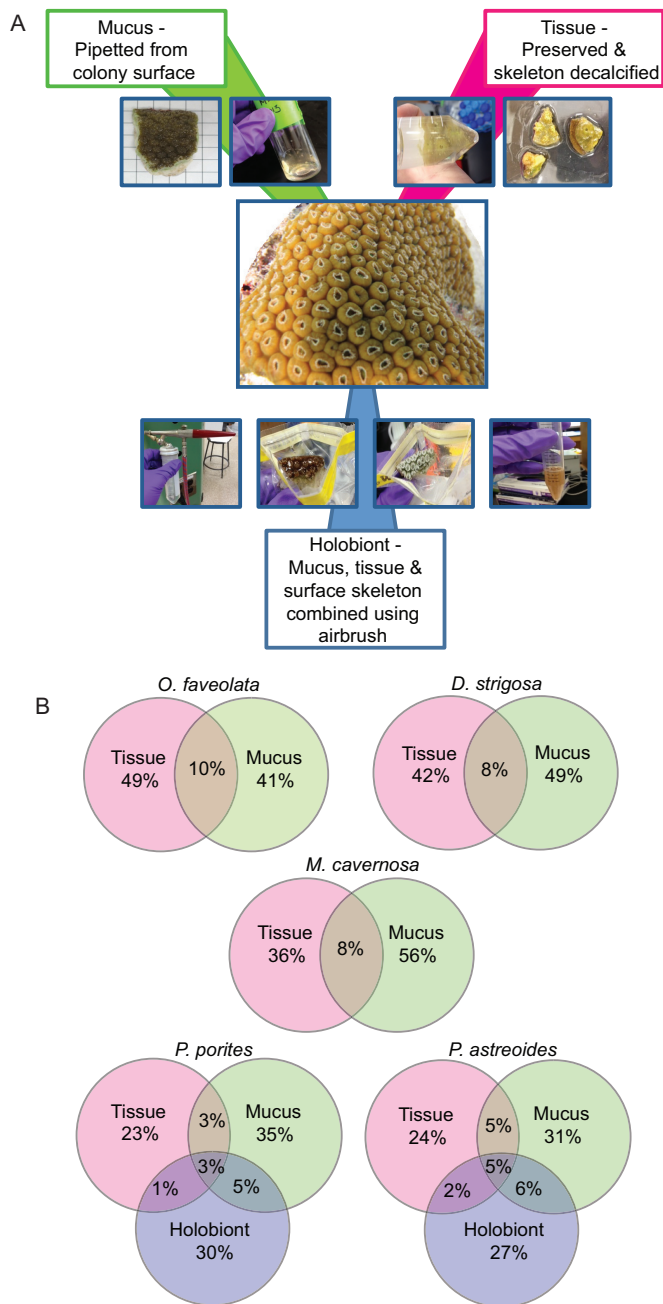 A
Mucus -
Pipetted from
colony surface
Tissue -
Preserved &
skeleton decalcified
Holobiont -
Mucus, tissue &
surface skeleton
combined using
airbrush
B
O. faveolata
Tissue
49%
10%
Mucus
41%
D. strigosa
Tissue
42%
8%
Mucus
49%
M. cavernosa
Tissue
36%
8%
Mucus
56%
P. porites
Tissue
23%
3%
Mucus
35%
3%
1%
5%
Holobiont
30%
P. astreoides
Tissue
24%
5%
Mucus
31%
5%
2%
6%
Holobiont
27%